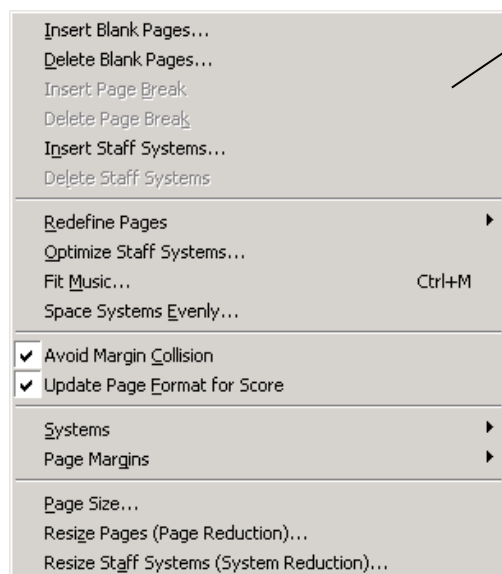 Insert Blank Pages...
Delete Blank Pages...
Insert Page Break
Delete Page Break
Insert Staff Systems...
Delete Staff Systems
Redefine Pages
Optimize Staff Systems...
Fit Music... Ctrl+M
Space Systems Evenly...
Avoid Margin Collision
Update Page Format for Score
Systems
Page Margins
Page Size...
Resize Pages (Page Reduction)...
Resize Staff Systems (System Reduction)...